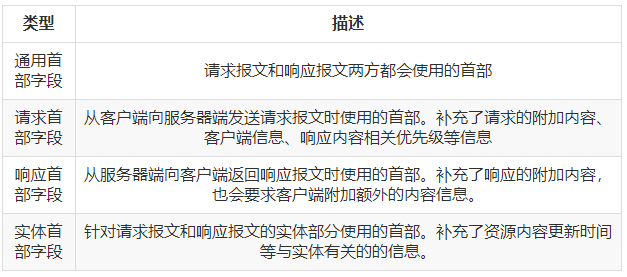 类型
描述
通用首
部字段
请求报文和响应报文两方都会使用的首部
请求首
部字段
从客户端向服务器端发送请求报文时使用的首部。补充了请求的附加内容、
客户端信息、响应内容相关优先级等信息
响应首
部字段
从服务器端向客户端返回响应报文时使用的首部。补充了响应的附加内容，
也会要求客户端附加额外的内容信息。
实体首
部字段
针对请求报文和响应报文的实体部分使用的首部。补充了资源内容更新时间
等与实体有关的的信息。